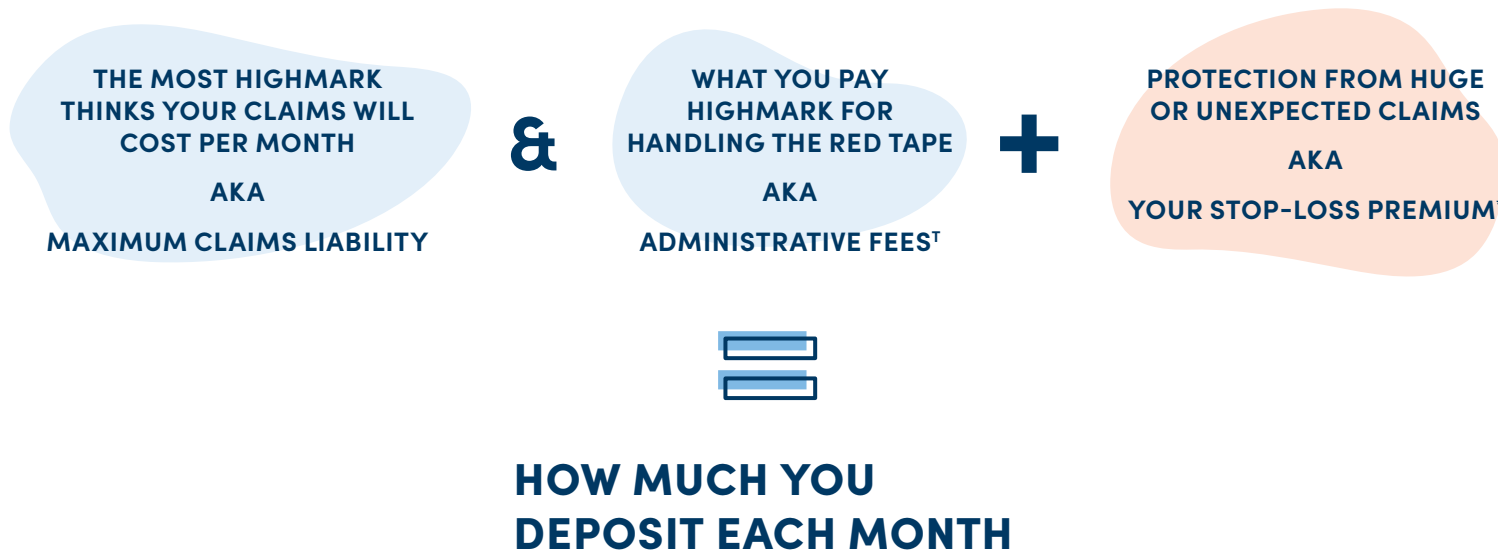 THE MOST HIGHMARK
THINKS YOUR CLAIMS WILL
COST PER MONTH
AKA
MAXIMUM CLAIMS LIABILITY
&
WHAT YOU PAY
HIGHMARK FOR
HANDLING THE RED TAPE
AKA
ADMINISTRATIVE FEESᵀ
+
PROTECTION FROM HUGE
OR UNEXPECTED CLAIMS
AKA
YOUR STOP-LOSS PREMIUM
=
HOW MUCH YOU
DEPOSIT EACH MONTH